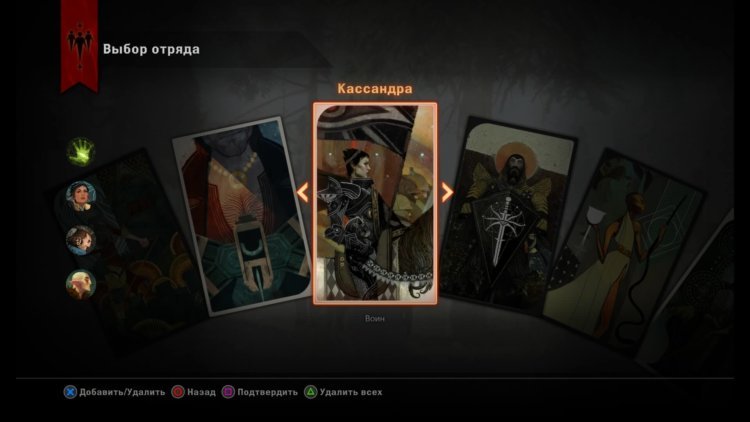 Выбор отряда
Кассандра
Воин
Добавить/Удалить Назад Подтвердить Удалить всех